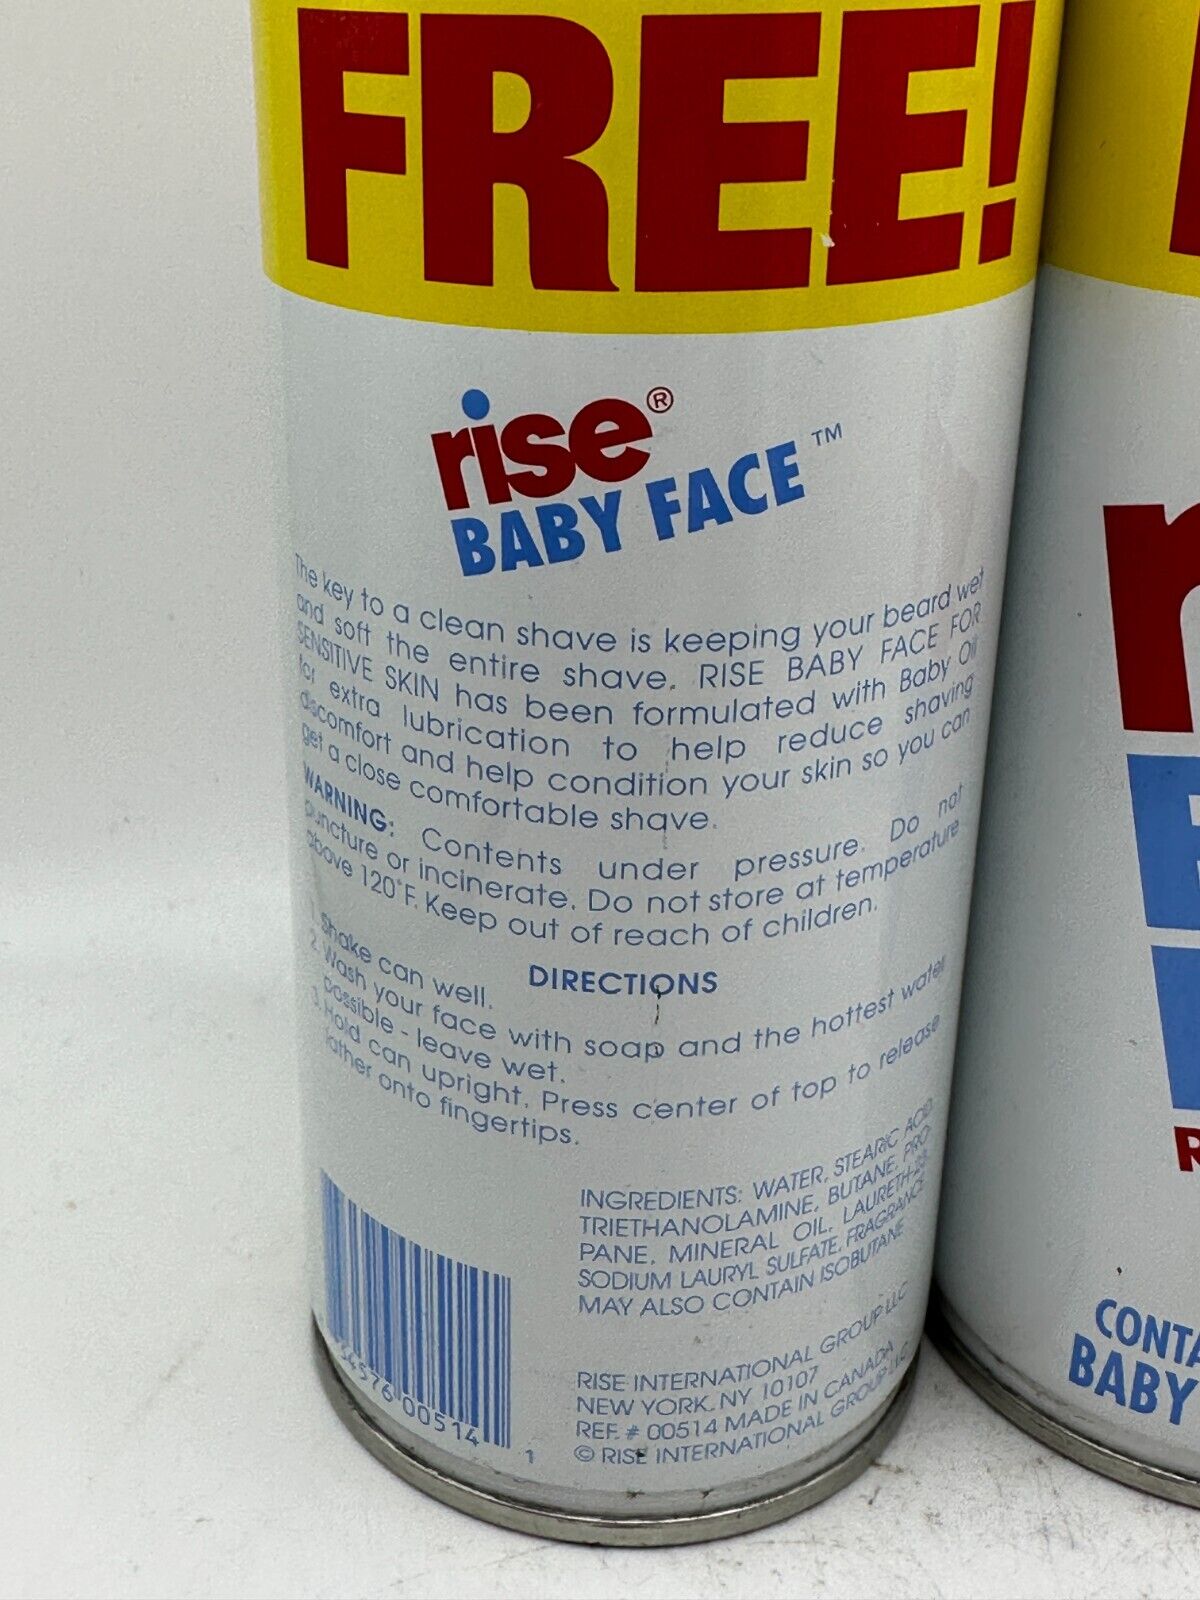 FREE!
rise®
BABY FACE™
The key to a clean shave is keeping your beard wet
and soft the entire shave. RISE BABY FACE FOR
SENSITIVE SKIN has been formulated with Baby Oil
for extra lubrication to help reduce shaving
discomfort and help condition your skin so you can
get a close comfortable shave.
WARNING: Contents under pressure. Do not
puncture or incinerate. Do not store at temperature
above 120°F. Keep out of reach of children.
DIRECTIONS
1. Shake can well.
2. Wash your face with soap and the hottest water
possible - leave wet.
3. Hold can upright. Press center of top to release
lather onto fingertips.
INGREDIENTS: WATER, STEARIC ACID,
TRIETHANOLAMINE, BUTANE, PRO-
PANE, MINERAL OIL, LAURETH-23,
SODIUM LAURYL SULFATE, FRAGRANCE
MAY ALSO CONTAIN ISOBUTANE
RISE INTERNATIONAL GROUP LLC
NEW YORK, NY 10107
REF. # 00514 MADE IN CANADA
© RISE INTERNATIONAL GROUP LLC
34576 00514
1
r
R
CONTA
BABY